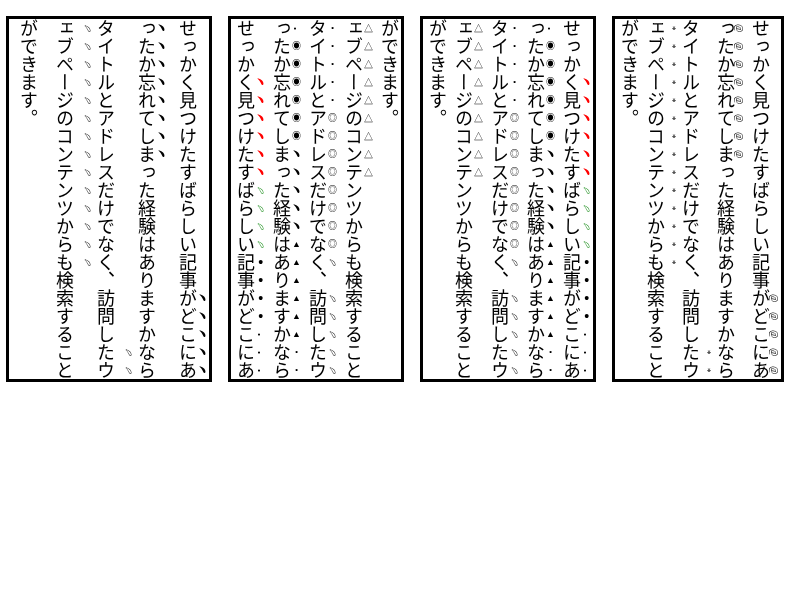 せっかく見つけたすばらしい記事がどこにあ
ったか忘れてしまった経験はありますかなら
タイトルとアドレスだけでなく、訪問したウ
ェブページのコンテンツからも検索すること
ができます。
せっかく見つけたすばらしい記事がどこにあ
ったか忘れてしまった経験はありますかなら
タイトルとアドレスだけでなく、訪問したウ
ェブページのコンテンツからも検索すること
ができます。
せっかく見つけたすばらしい記事がどこにあ
ったか忘れてしまった経験はありますかなら
タイトルとアドレスだけでなく、訪問したウ
ェブページのコンテンツからも検索すること
ができます。
せっかく見つけたすばらしい記事がどこにあ
ったか忘れてしまった経験はありますかなら
タイトルとアドレスだけでなく、訪問したウ
ェブページのコンテンツからも検索すること
ができます。